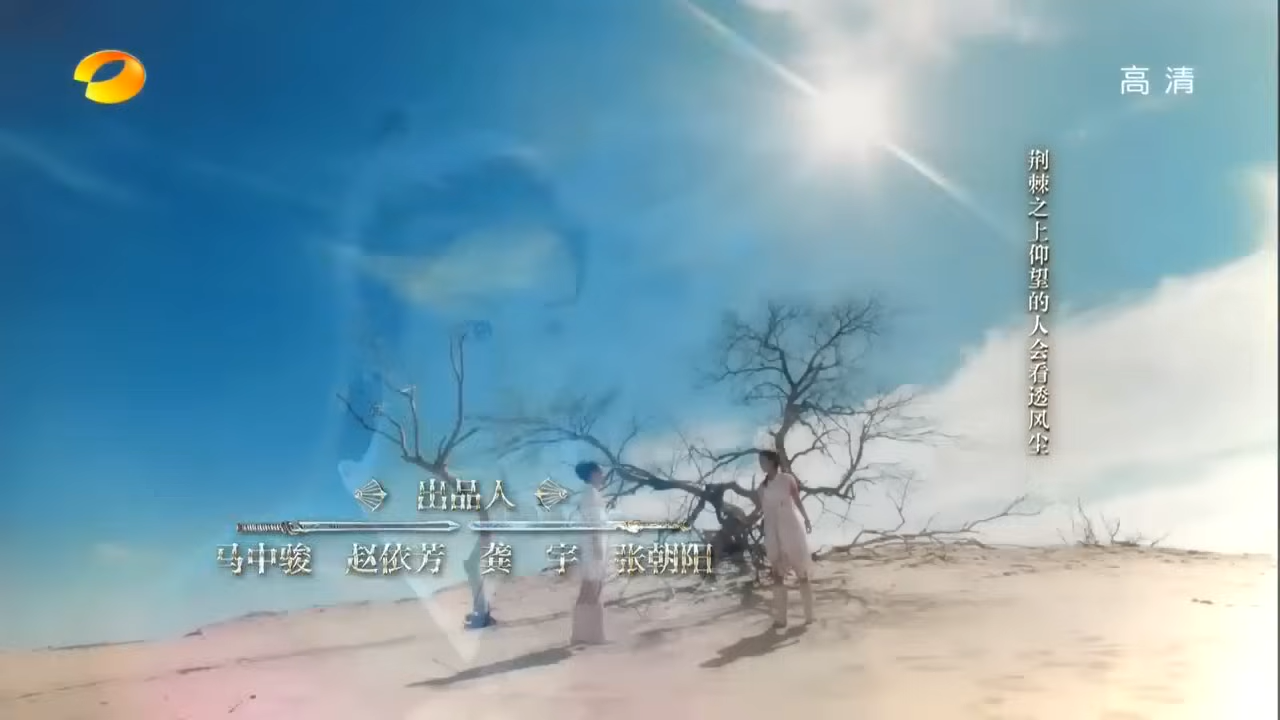 高清
荆棘之上仰望的人会看透风尘
出品人
马中骏 赵依芳 龚宇 张朝阳